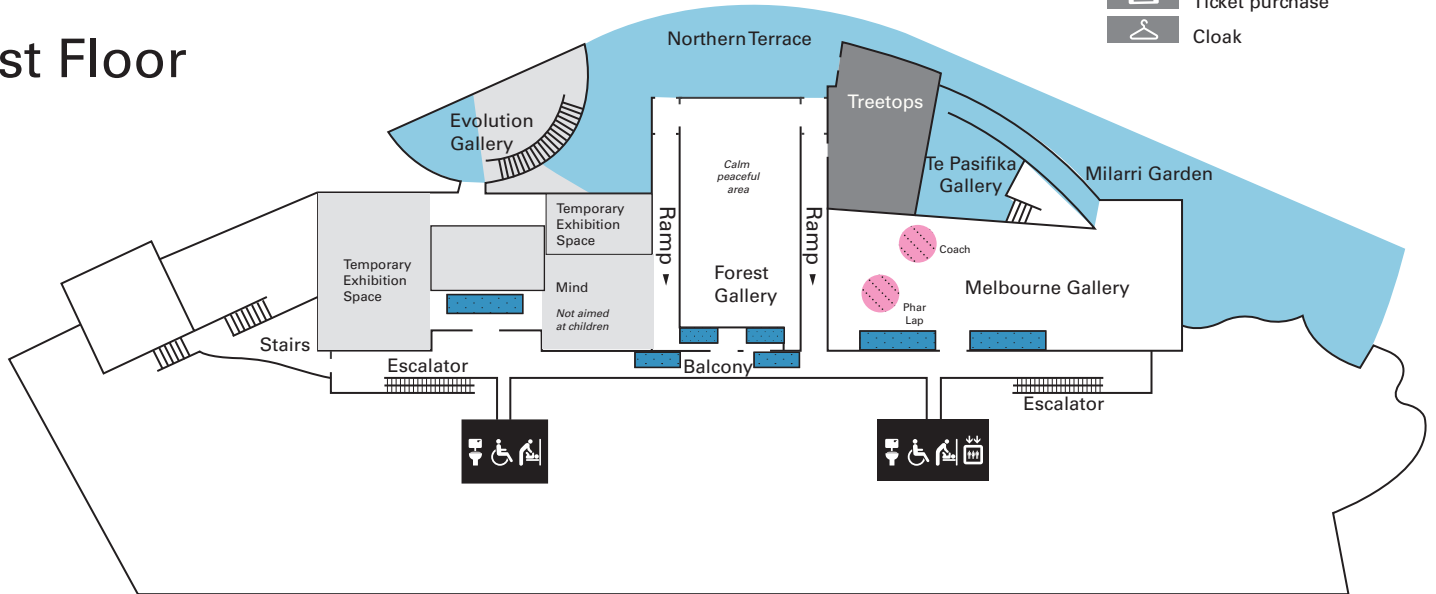 st Floor
Ticket purchase
Cloak
Northern Terrace
Treetops
Evolution
Gallery
Calm
peaceful
area
Te Pasifika
Gallery
Milarri Garden
Temporary
Exhibition
Space
Ramp
Ramp
Temporary
Exhibition
Space
Coach
Forest
Gallery
Mind
Melbourne Gallery
Not aimed
at children
Phar
Lap
Stairs
Escalator
Balcony
Escalator